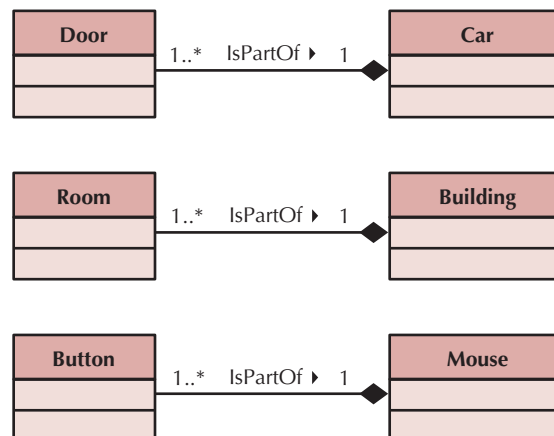 Door Car
1..* IsPartOf ▸ 1
Room Building
1..* IsPartOf ▸ 1
Button Mouse
1..* IsPartOf ▸ 1